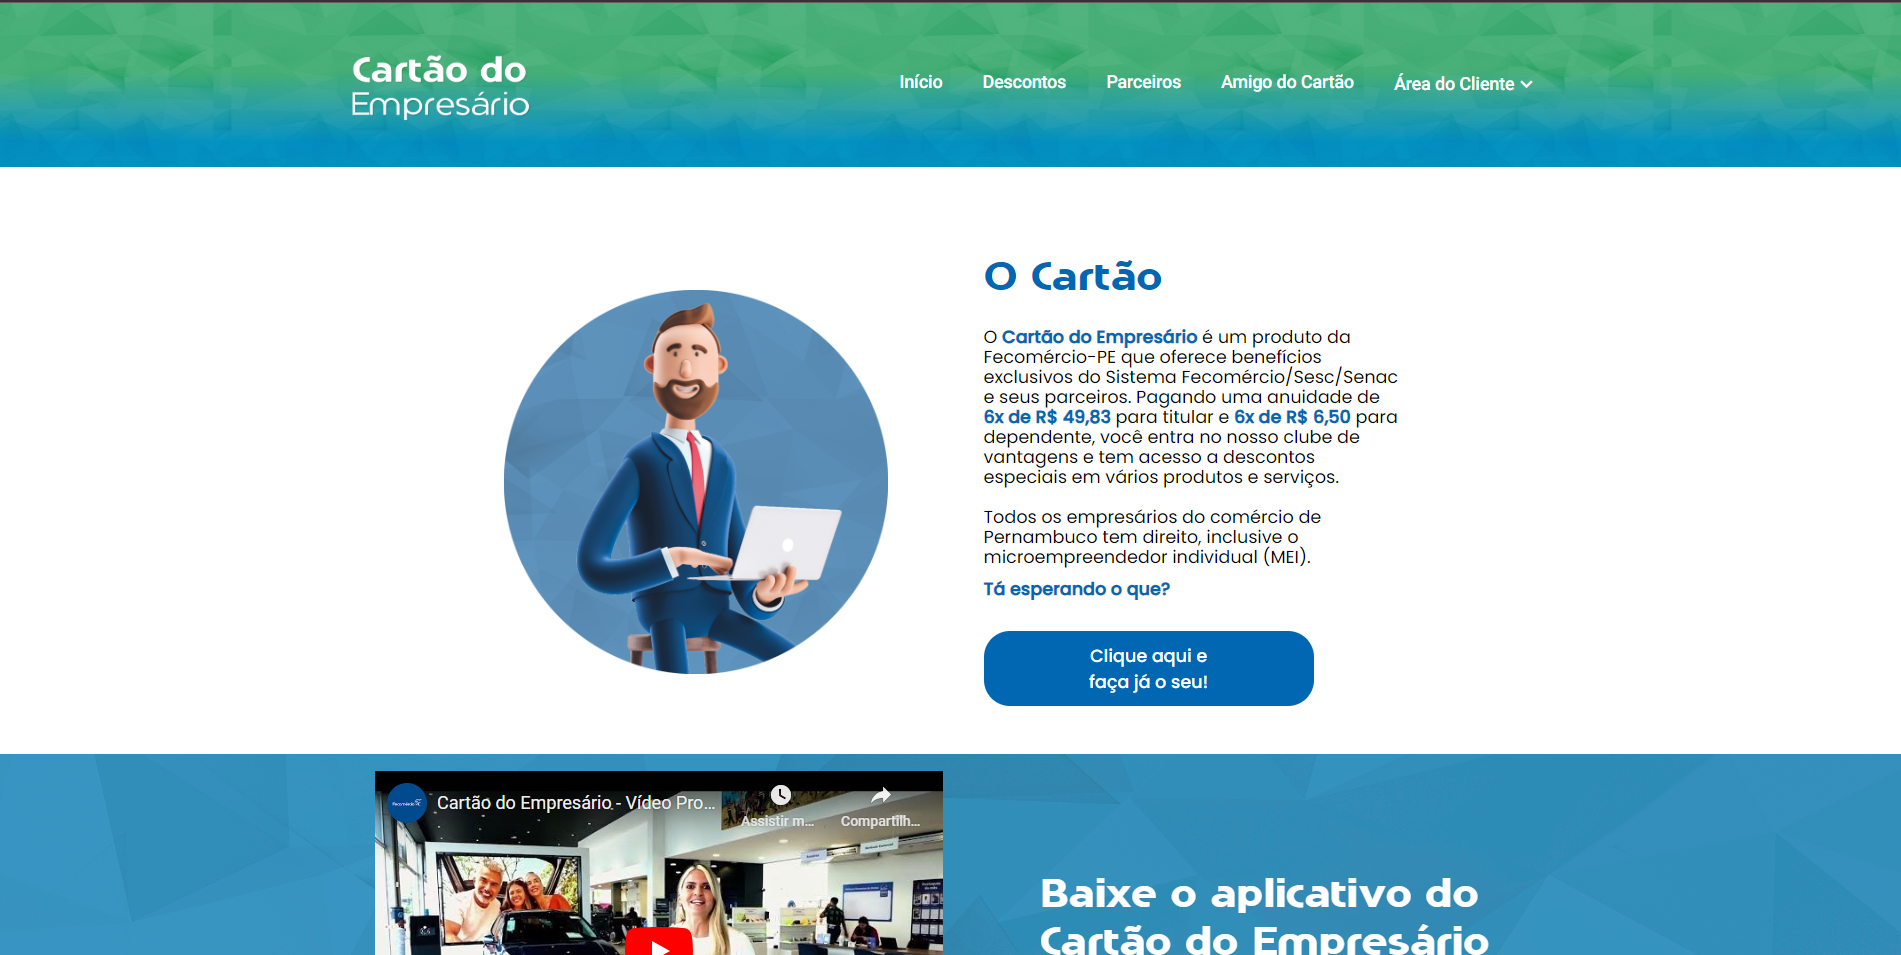 Cartão do
Empresário
Início Descontos Parceiros Amigo do Cartão Área do Cliente
O Cartão
O Cartão do Empresário é um produto da
Fecomércio-PE que oferece benefícios
exclusivos do Sistema Fecomércio/Sesc/Senac
e seus parceiros. Pagando uma anuidade de
6x de R$ 49,83 para titular e 6x de R$ 6,50 para
dependente, você entra no nosso clube de
vantagens e tem acesso a descontos
especiais em vários produtos e serviços.
Todos os empresários do comércio de
Pernambuco tem direito, inclusive o
microempreendedor individual (MEI).
Tá esperando o que?
Clique aqui e
faça já o seu!
Cartão do Empresário - Vídeo Pro...
Assistir m...
Compartilh...
Baixe o aplicativo do
Cartão do Empresário